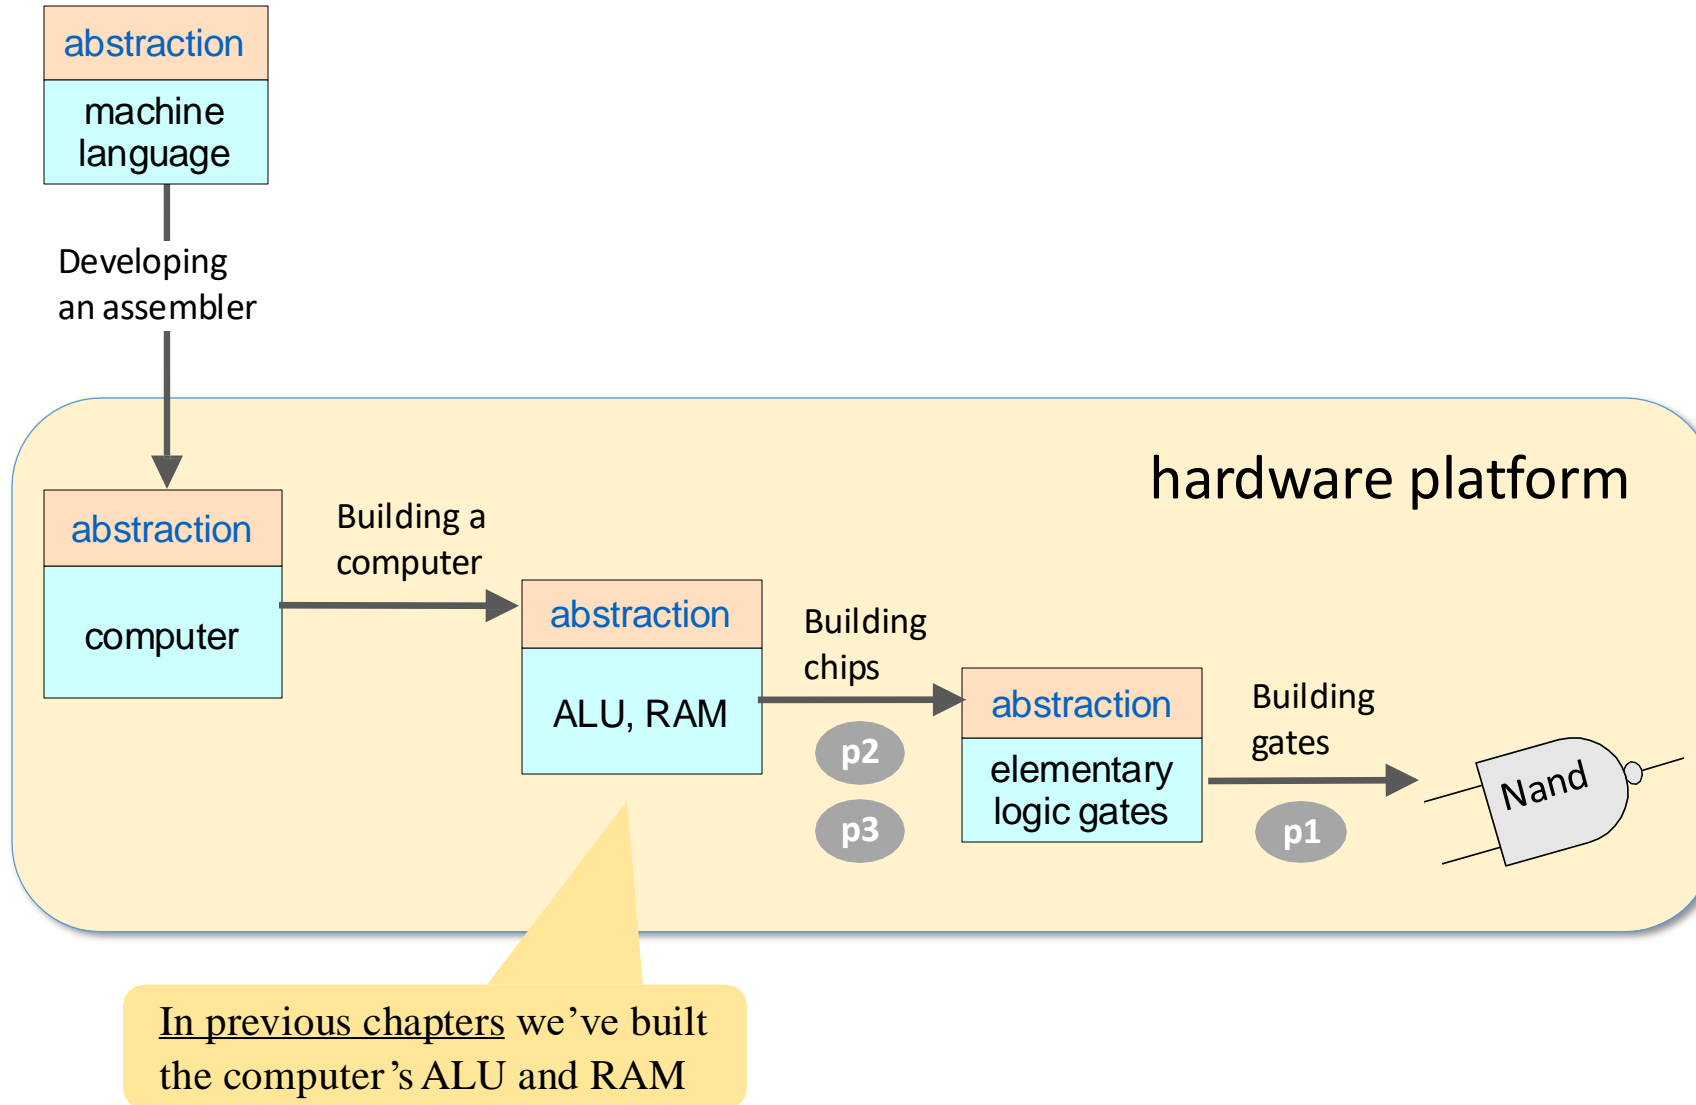 abstraction
machine
language
Developing
an assembler
hardware platform
abstraction
computer
Building a
computer
abstraction
ALU, RAM
Building
chips
p2
p3
abstraction
elementary
logic gates
Building
gates
p1
Nand
In previous chapters we’ve built
the computer’s ALU and RAM